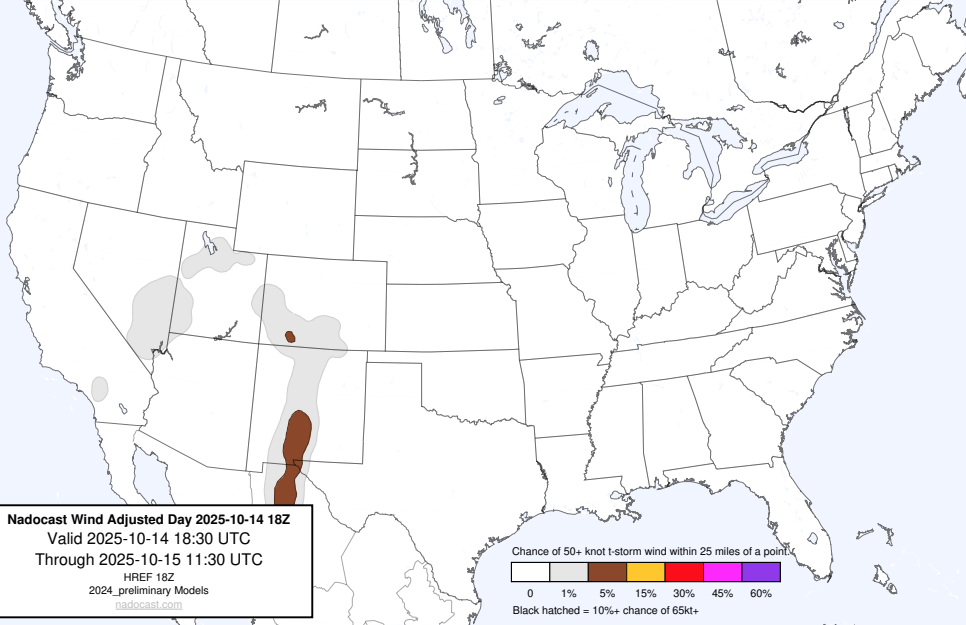 Nadocast Wind Adjusted Day 2025-10-14 18Z
Valid 2025-10-14 18:30 UTC
Through 2025-10-15 11:30 UTC
HREF 18Z
2024_preliminary Models
nadocast.com
Chance of 50+ knot t-storm wind within 25 miles of a point.
0 1% 5% 15% 30% 45% 60%
Black hatched = 10%+ chance of 65kt+